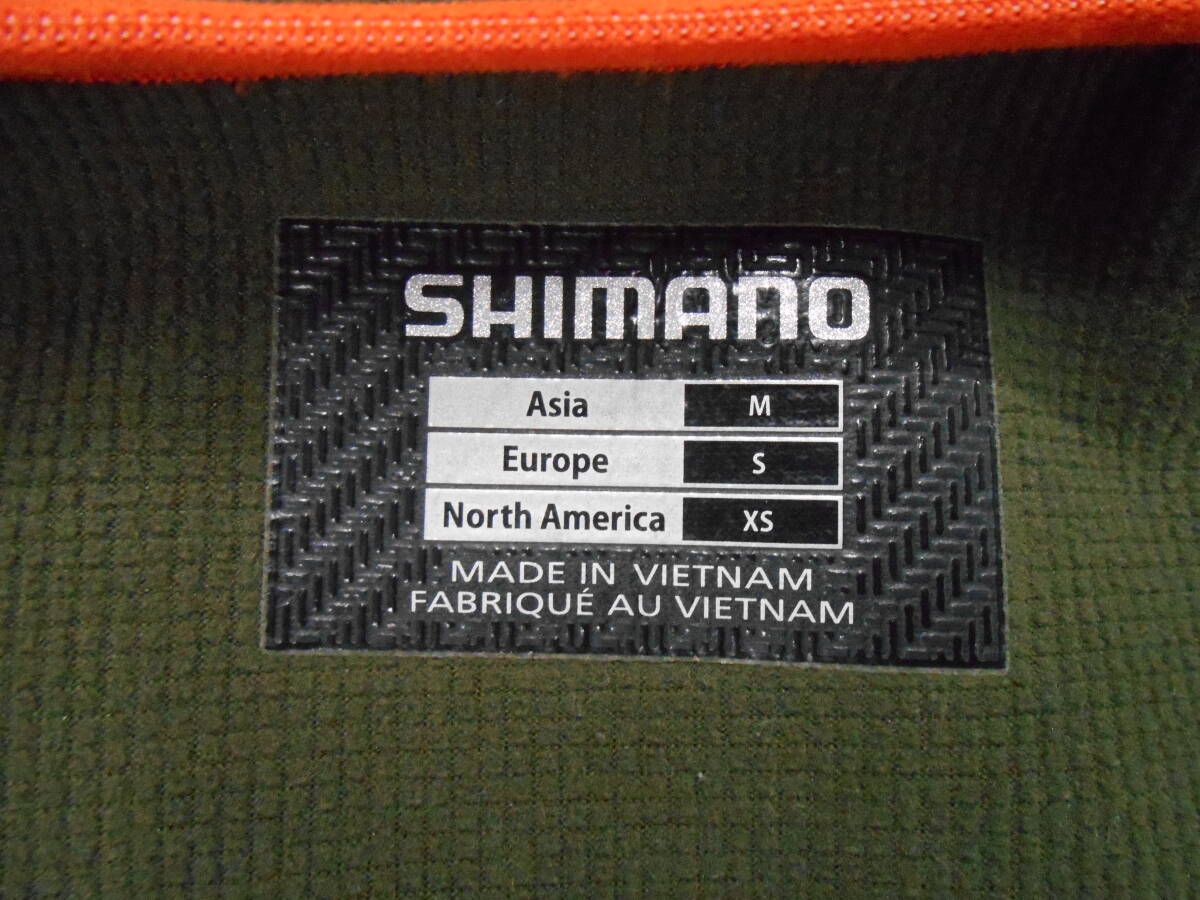 SHIMANO
Asia M
Europe S
North America XS
MADE IN VIETNAM
FABRIQUÉ AU VIETNAM